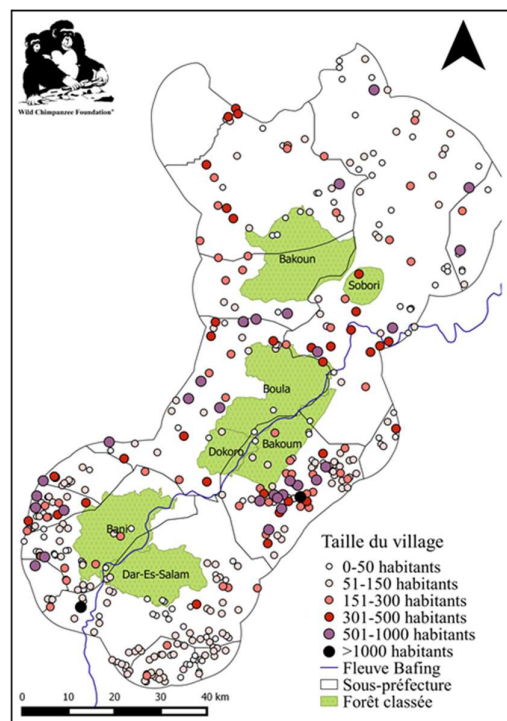 Wild Chimpanzee Foundation®
Bakoun
Sobori
Boula
Dokoro
Bakoum
Bani
Dar-Es-Salam
Taille du village
0-50 habitants
51-150 habitants
151-300 habitants
301-500 habitants
501-1000 habitants
>1000 habitants
Fleuve Bafing
Sous-préfecture
Forêt classée
0 10 20 30 40 km